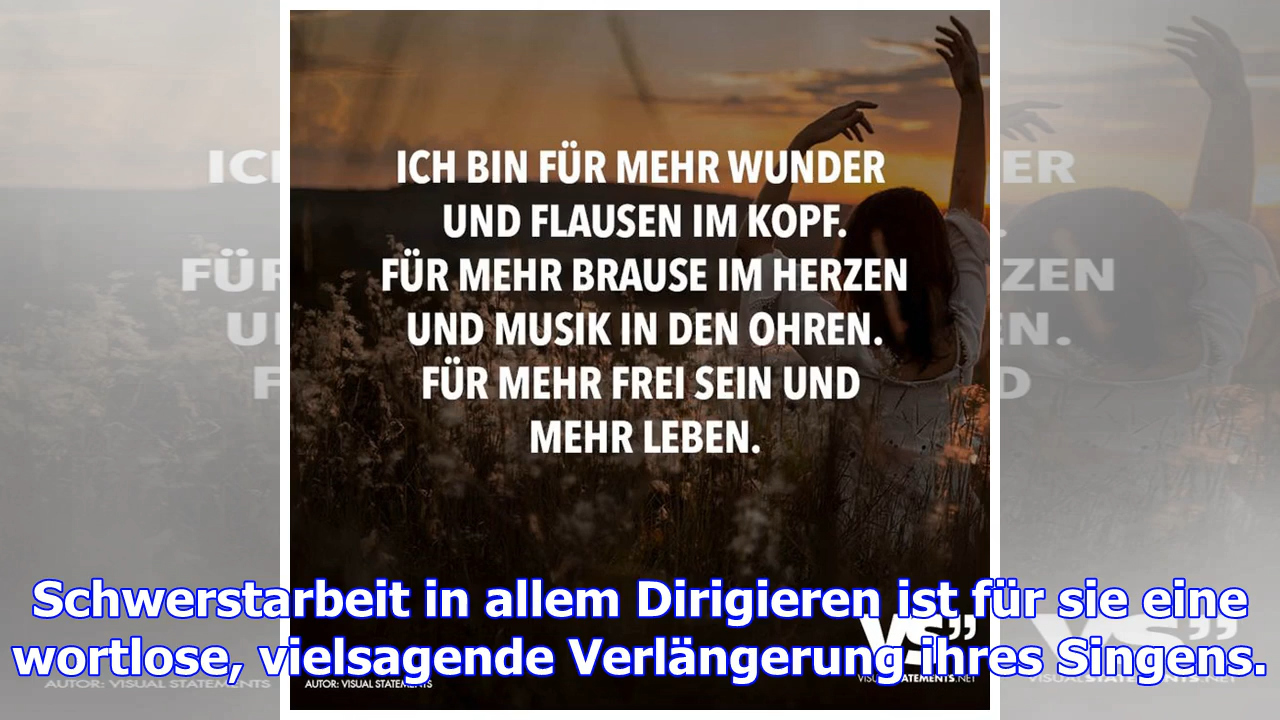 ICH BIN FÜR MEHR WUNDER
UND FLAUSEN IM KOPF.
FÜR MEHR BRAUSE IM HERZEN
UND MUSIK IN DEN OHREN.
FÜR MEHR FREI SEIN UND
MEHR LEBEN.
Schwerstarbeit in allem Dirigieren ist für sie eine
wortlose, vielsagende Verlängerung ihres Singens.
VS”
AUTOR: VISUAL STATEMENTS
VISUALSTATEMENTS.NET